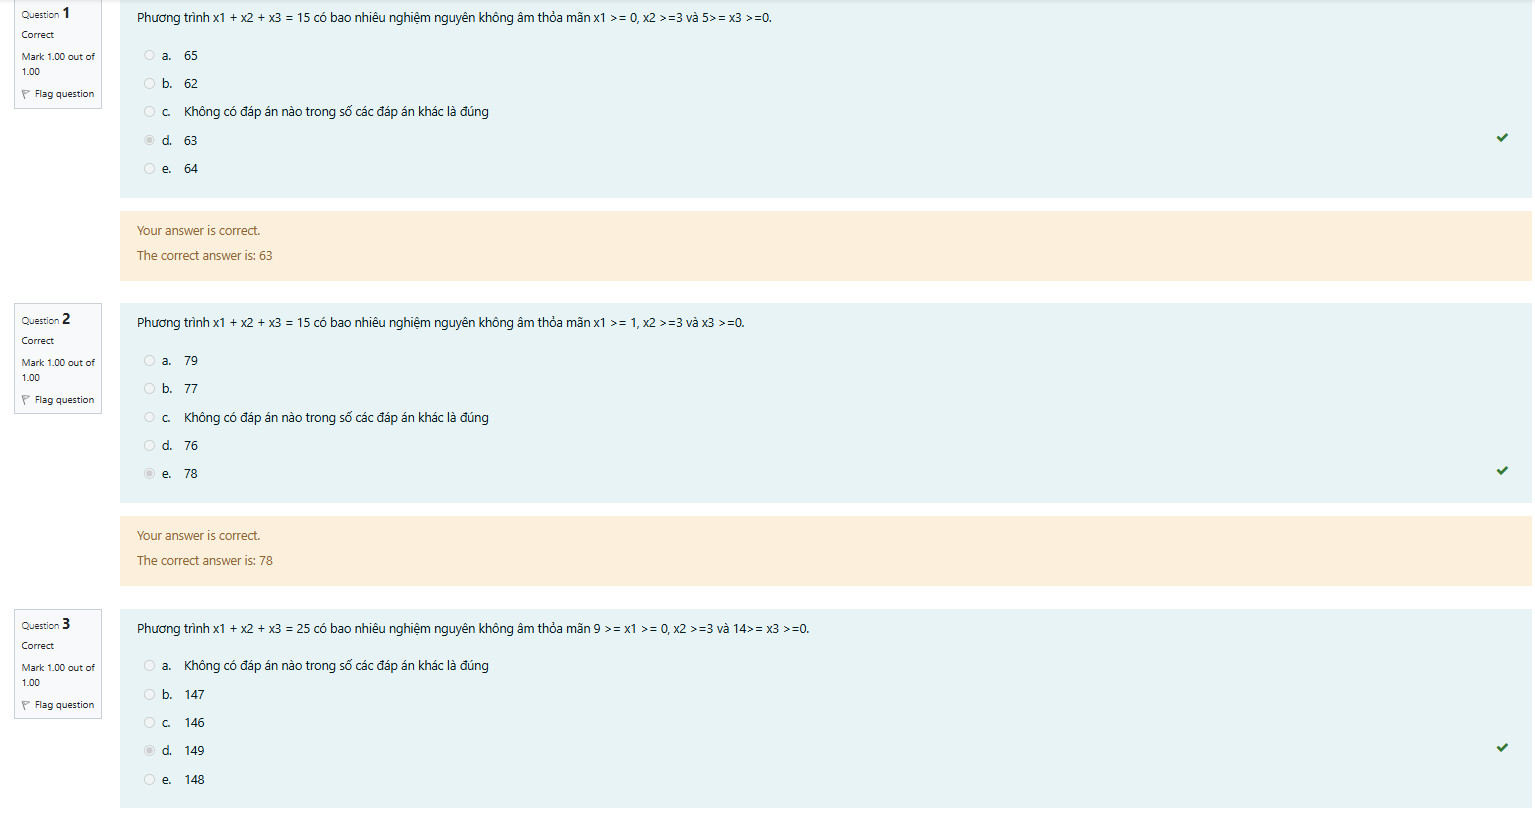 Question 1
Correct
Mark 1.00 out of
1.00
Flag question
Phương trình x1 + x2 + x3 = 15 có bao nhiêu nghiệm nguyên không âm thỏa mãn x1 >= 0, x2 >=3 và 5>= x3 >=0.
a. 65
b. 62
c. Không có đáp án nào trong số các đáp án khác là đúng
d. 63
e. 64
Your answer is correct.
The correct answer is: 63
Question 2
Correct
Mark 1.00 out of
1.00
Flag question
Phương trình x1 + x2 + x3 = 15 có bao nhiêu nghiệm nguyên không âm thỏa mãn x1 >= 1, x2 >=3 và x3 >=0.
a. 79
b. 77
c. Không có đáp án nào trong số các đáp án khác là đúng
d. 76
e. 78
Your answer is correct.
The correct answer is: 78
Question 3
Correct
Mark 1.00 out of
1.00
Flag question
Phương trình x1 + x2 + x3 = 25 có bao nhiêu nghiệm nguyên không âm thỏa mãn 9 >= x1 >= 0, x2 >=3 và 14>= x3 >=0.
a. Không có đáp án nào trong số các đáp án khác là đúng
b. 147
c. 146
d. 149
e. 148